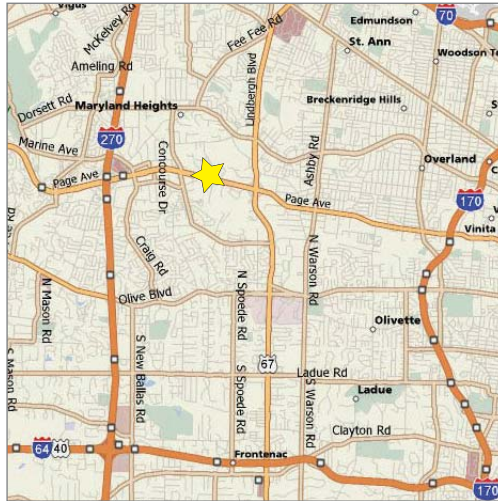 Vigus
McKelvey Rd
Fee Fee Rd
Edmundson
70
St. Ann
Woodson
Ameling Rd
Lindbergh Blvd
Dorsett Rd
Maryland Heights
Breckenridge Hills
270
Marine Ave
Concourse Dr
Ashby Rd
Overland
Page Ave
Page Ave
170
Vinita
Craig Rd
N Warson Rd
N Mason Rd
Olive Blvd
N Spoede Rd
Olivette
S Mason Rd
S New Ballas Rd
67
Ladue Rd
S Spoede Rd
S Warson Rd
Ladue
Clayton Rd
64
40
Frontenac
170